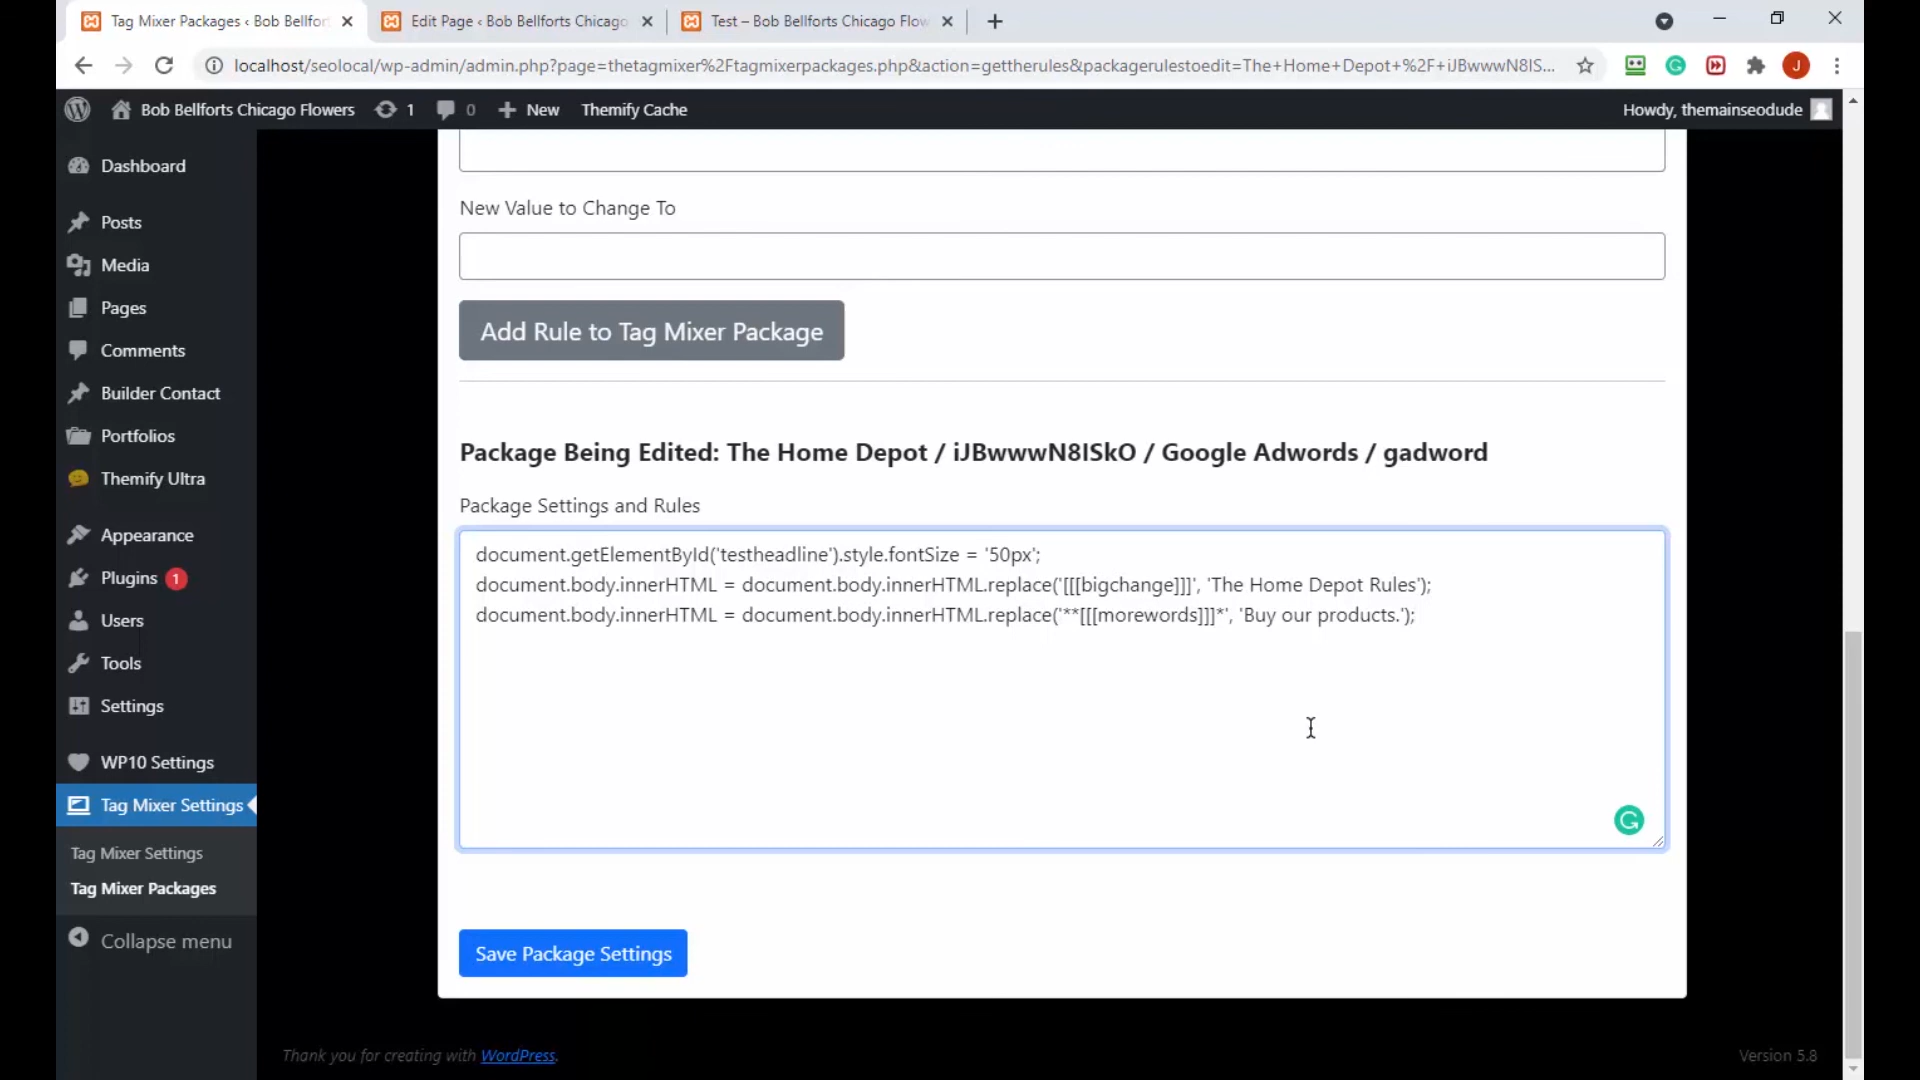 Tag Mixer Packages ‹ Bob Bellfor
Edit Page ‹ Bob Bellforts Chicago
Test – Bob Bellforts Chicago Flow
localhost/seolocal/wp-admin/admin.php?page=thetagmixer%2Ftagmixerpackages.php&action=gettherules&packagerulestoedit=The+Home+Depot+%2F+iJBwwwN8IS...
J
Bob Bellforts Chicago Flowers
1
0
New
Themify Cache
Howdy, themainseodude
Dashboard
Posts
Media
Pages
Comments
Builder Contact
Portfolios
Themify Ultra
Appearance
Plugins 1
Users
Tools
Settings
WP10 Settings
Tag Mixer Settings
Tag Mixer Settings
Tag Mixer Packages
Collapse menu
New Value to Change To
Add Rule to Tag Mixer Package
Package Being Edited: The Home Depot / iJBwwwN8ISkO / Google Adwords / gadword
Package Settings and Rules
document.getElementById('testheadline').style.fontSize = '50px';
document.body.innerHTML = document.body.innerHTML.replace('[[[bigchange]]]', 'The Home Depot Rules');
document.body.innerHTML = document.body.innerHTML.replace('**[[[morewords]]]*', 'Buy our products.');
Save Package Settings
Thank you for creating with WordPress.
Version 5.8